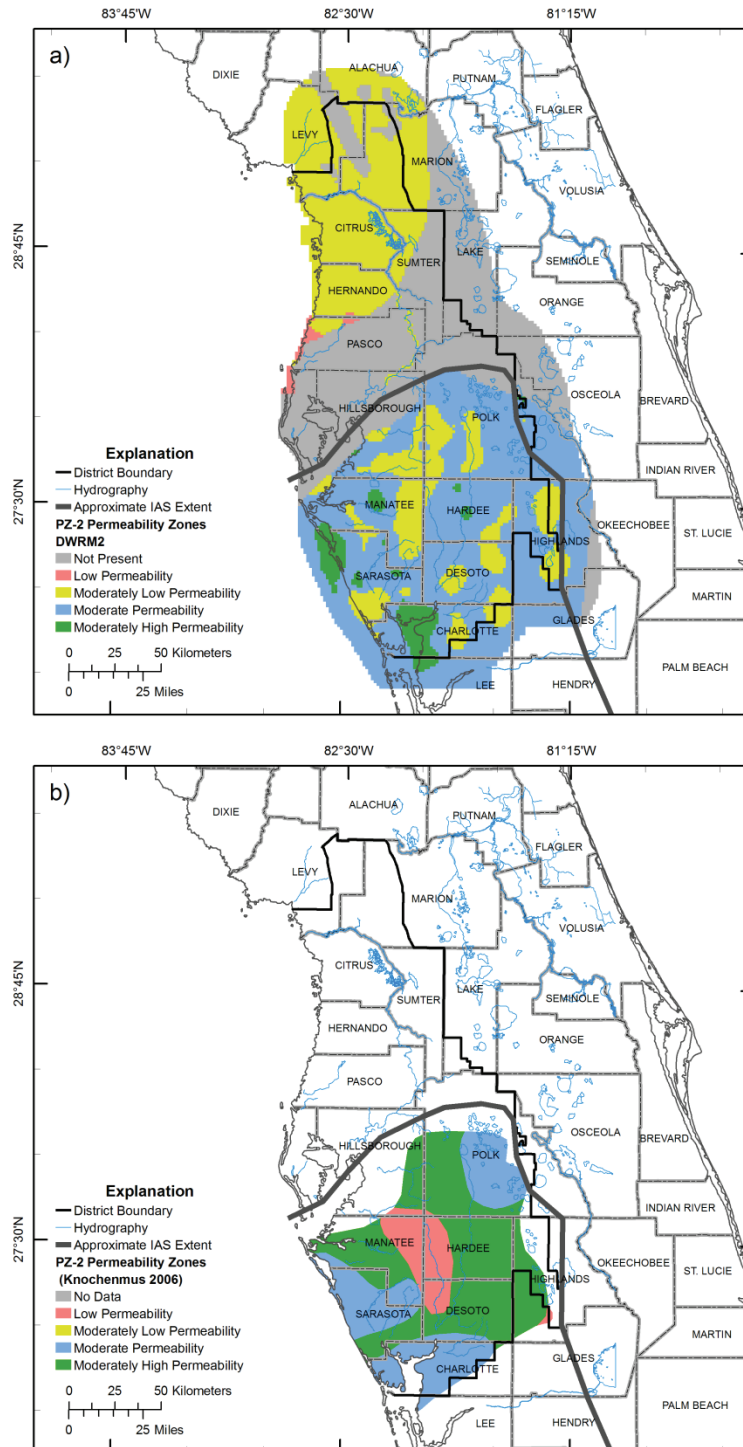 83°45'W 82°30'W 81°15'W
a)
DIXIE
ALACHUA
PUTNAM
FLAGLER
LEVY
MARION
VOLUSIA
28°45'N
CITRUS
SUMTER
LAKE
SEMINOLE
HERNANDO
ORANGE
PASCO
OSCEOLA
BREVARD
HILLSBOROUGH
POLK
INDIAN RIVER
27°30'N
MANATEE
HARDEE
HIGHLANDS
OKEECHOBEE
ST. LUCIE
SARASOTA
DESOTO
MARTIN
CHARLOTTE
GLADES
PALM BEACH
LEE
HENDRY
Explanation
District Boundary
Hydrography
Approximate IAS Extent
PZ-2 Permeability Zones
DWRM2
Not Present
Low Permeability
Moderately Low Permeability
Moderate Permeability
Moderately High Permeability
0 25 50 Kilometers
0 25 Miles
83°45'W 82°30'W 81°15'W
b)
DIXIE
ALACHUA
PUTNAM
FLAGLER
LEVY
MARION
VOLUSIA
28°45'N
CITRUS
SUMTER
LAKE
SEMINOLE
HERNANDO
ORANGE
PASCO
OSCEOLA
BREVARD
HILLSBOROUGH
POLK
INDIAN RIVER
27°30'N
MANATEE
HARDEE
HIGHLANDS
OKEECHOBEE
ST. LUCIE
SARASOTA
DESOTO
MARTIN
CHARLOTTE
GLADES
PALM BEACH
LEE
HENDRY
Explanation
District Boundary
Hydrography
Approximate IAS Extent
PZ-2 Permeability Zones
(Knochenmus 2006)
No Data
Low Permeability
Moderately Low Permeability
Moderate Permeability
Moderately High Permeability
0 25 50 Kilometers
0 25 Miles